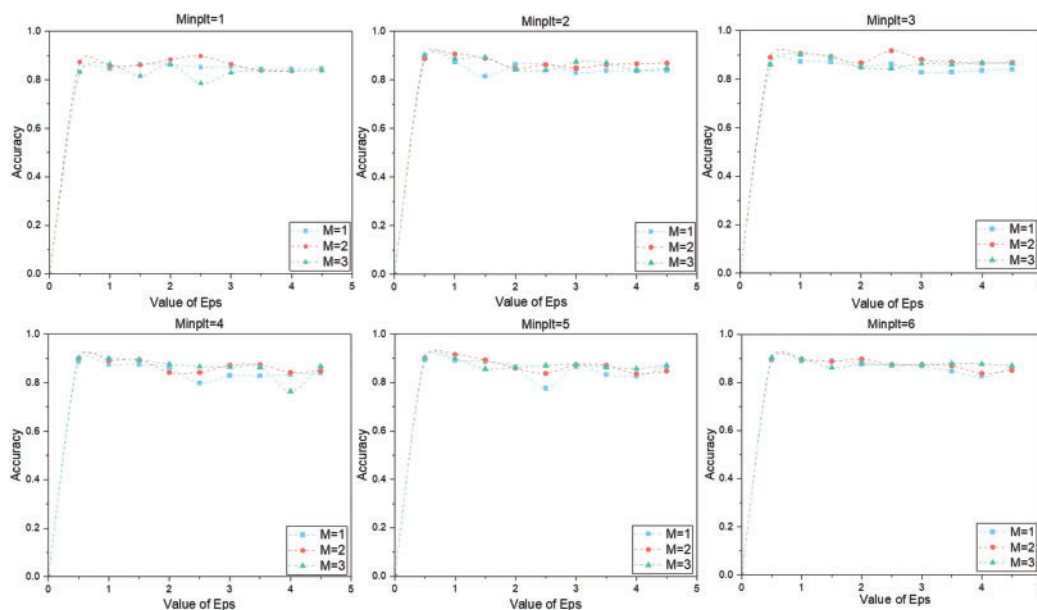 Minplt=1
1.0
0.8
0.6
0.4
0.2
0.0
Accuracy
M=1
M=2
M=3
0 1 2 3 4 5
Value of Eps
Minplt=2
1.0
0.8
0.6
0.4
0.2
0.0
Accuracy
M=1
M=2
M=3
0 1 2 3 4 5
Value of Eps
Minplt=3
1.0
0.8
0.6
0.4
0.2
0.0
Accuracy
M=1
M=2
M=3
0 1 2 3 4 5
Value of Eps
Minplt=4
1.0
0.8
0.6
0.4
0.2
0.0
Accuracy
M=1
M=2
M=3
0 1 2 3 4 5
Value of Eps
Minplt=5
1.0
0.8
0.6
0.4
0.2
0.0
Accuracy
M=1
M=2
M=3
0 1 2 3 4 5
Value of Eps
Minplt=6
1.0
0.8
0.6
0.4
0.2
0.0
Accuracy
M=1
M=2
M=3
0 1 2 3 4 5
Value of Eps